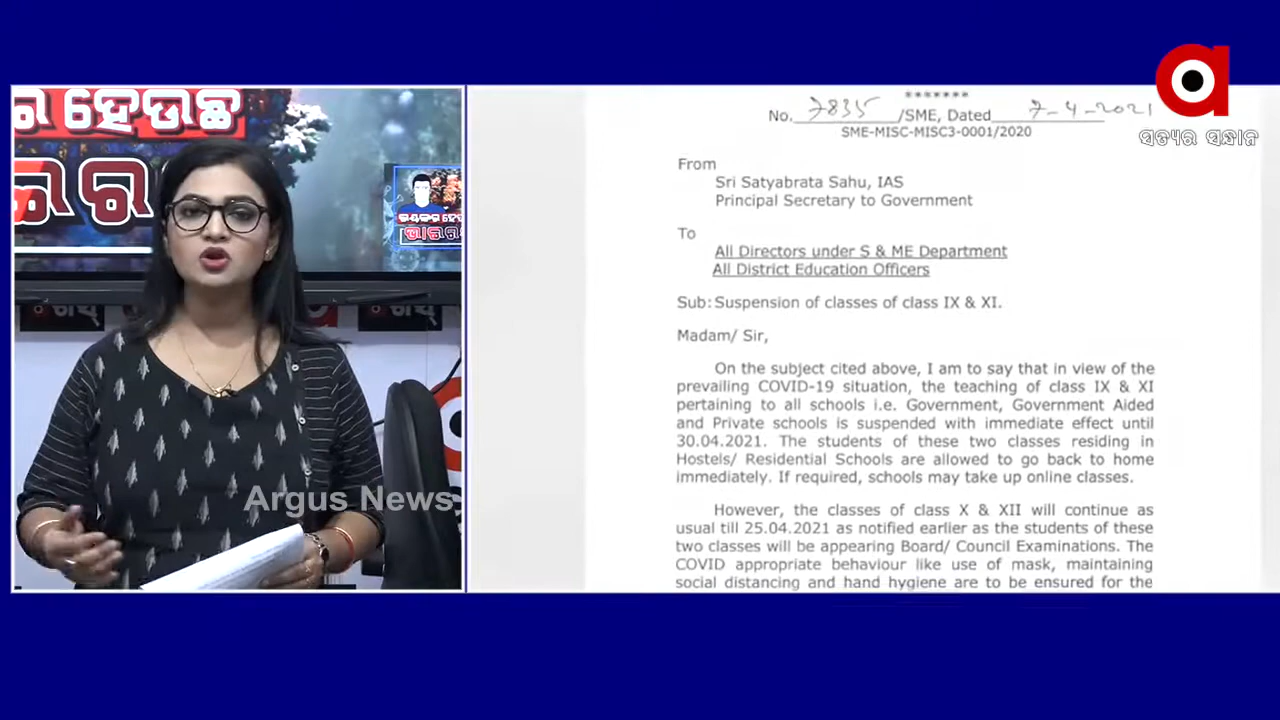 ର ହେଉଛ
ଇ ର
ଭୟଙ୍କର ହେଉ
ଭାଇର
Argus News
ସତ୍ୟର ସନ୍ଧାନ
*******
No. 7835 /SME, Dated 7-4-2021
SME-MISC-MISC3-0001/2020
From
Sri Satyabrata Sahu, IAS
Principal Secretary to Government
To
All Directors under S & ME Department
All District Education Officers
Sub: Suspension of classes of class IX & XI.
Madam/ Sir,
On the subject cited above, I am to say that in view of the
prevailing COVID-19 situation, the teaching of class IX & XI
pertaining to all schools i.e. Government, Government Aided
and Private schools is suspended with immediate effect until
30.04.2021. The students of these two classes residing in
Hostels/ Residential Schools are allowed to go back to home
immediately. If required, schools may take up online classes.
However, the classes of class X & XII will continue as
usual till 25.04.2021 as notified earlier as the students of these
two classes will be appearing Board/ Council Examinations. The
COVID appropriate behaviour like use of mask, maintaining
social distancing and hand hygiene are to be ensured for the